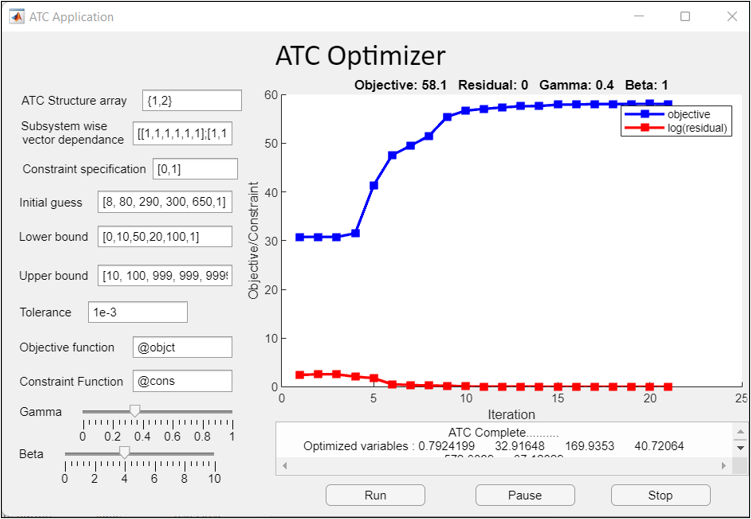 ATC Application
ATC Optimizer
Objective: 58.1 Residual: 0 Gamma: 0.4 Beta: 1
ATC Structure array {1,2}
Subsystem wise
vector dependance [[1,1,1,1,1,1];[1,1
Constraint specification [0,1]
Initial guess [8, 80, 290, 300, 650,1]
Lower bound [0,10,50,20,100,1]
Upper bound [10, 100, 999, 999, 9999
Tolerance 1e-3
Objective function @objct
Constraint Function @cons
Gamma
0 0.2 0.4 0.6 0.8 1
Beta
0 2 4 6 8 10
Objective/Constraint
60
50
40
30
20
10
0
0 5 10 15 20 25
Iteration
objective
log(residual)
ATC Complete..........
Optimized variables : 0.7924199 32.91648 169.9353 40.72064
Run Pause Stop